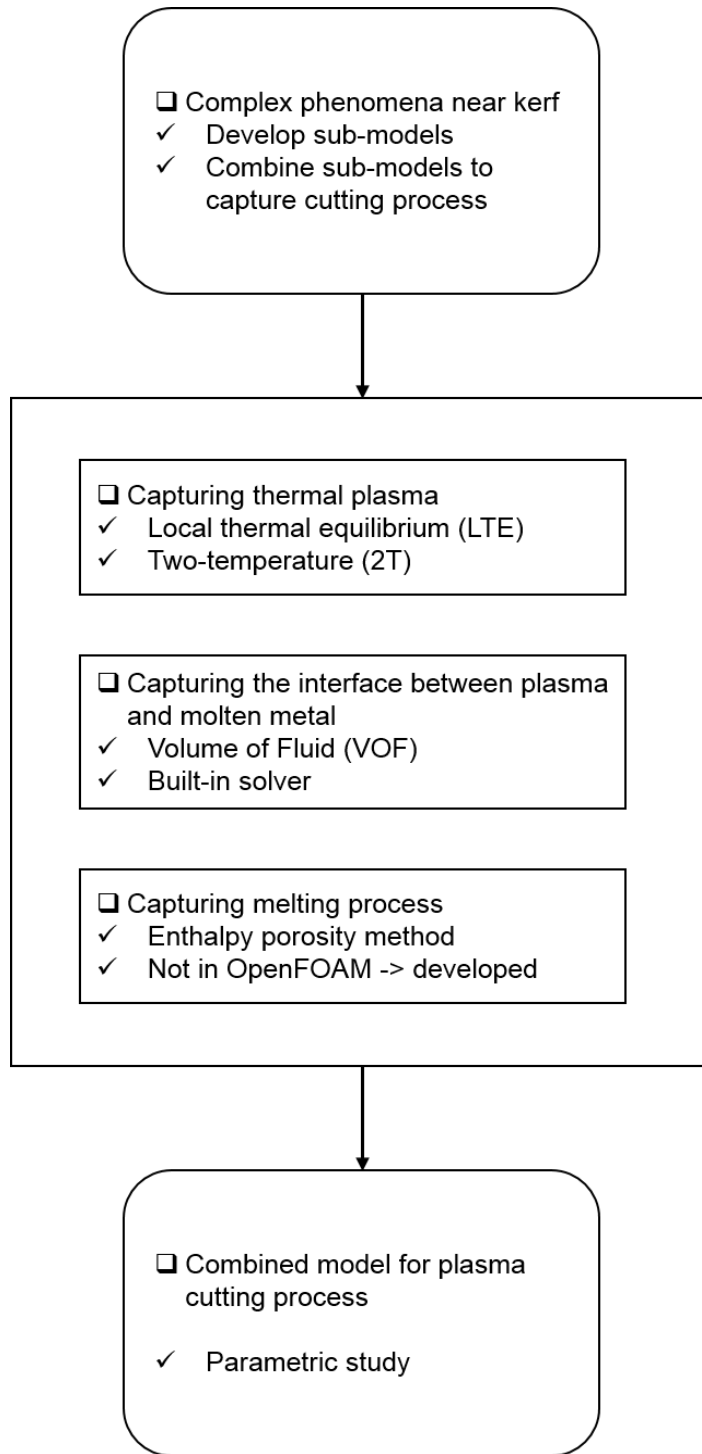 ❑ Complex phenomena near kerf
✓ Develop sub-models
✓ Combine sub-models to
capture cutting process
❑ Capturing thermal plasma
✓ Local thermal equilibrium (LTE)
✓ Two-temperature (2T)
❑ Capturing the interface between plasma
and molten metal
✓ Volume of Fluid (VOF)
✓ Built-in solver
❑ Capturing melting process
✓ Enthalpy porosity method
✓ Not in OpenFOAM -> developed
❑ Combined model for plasma
cutting process
✓ Parametric study